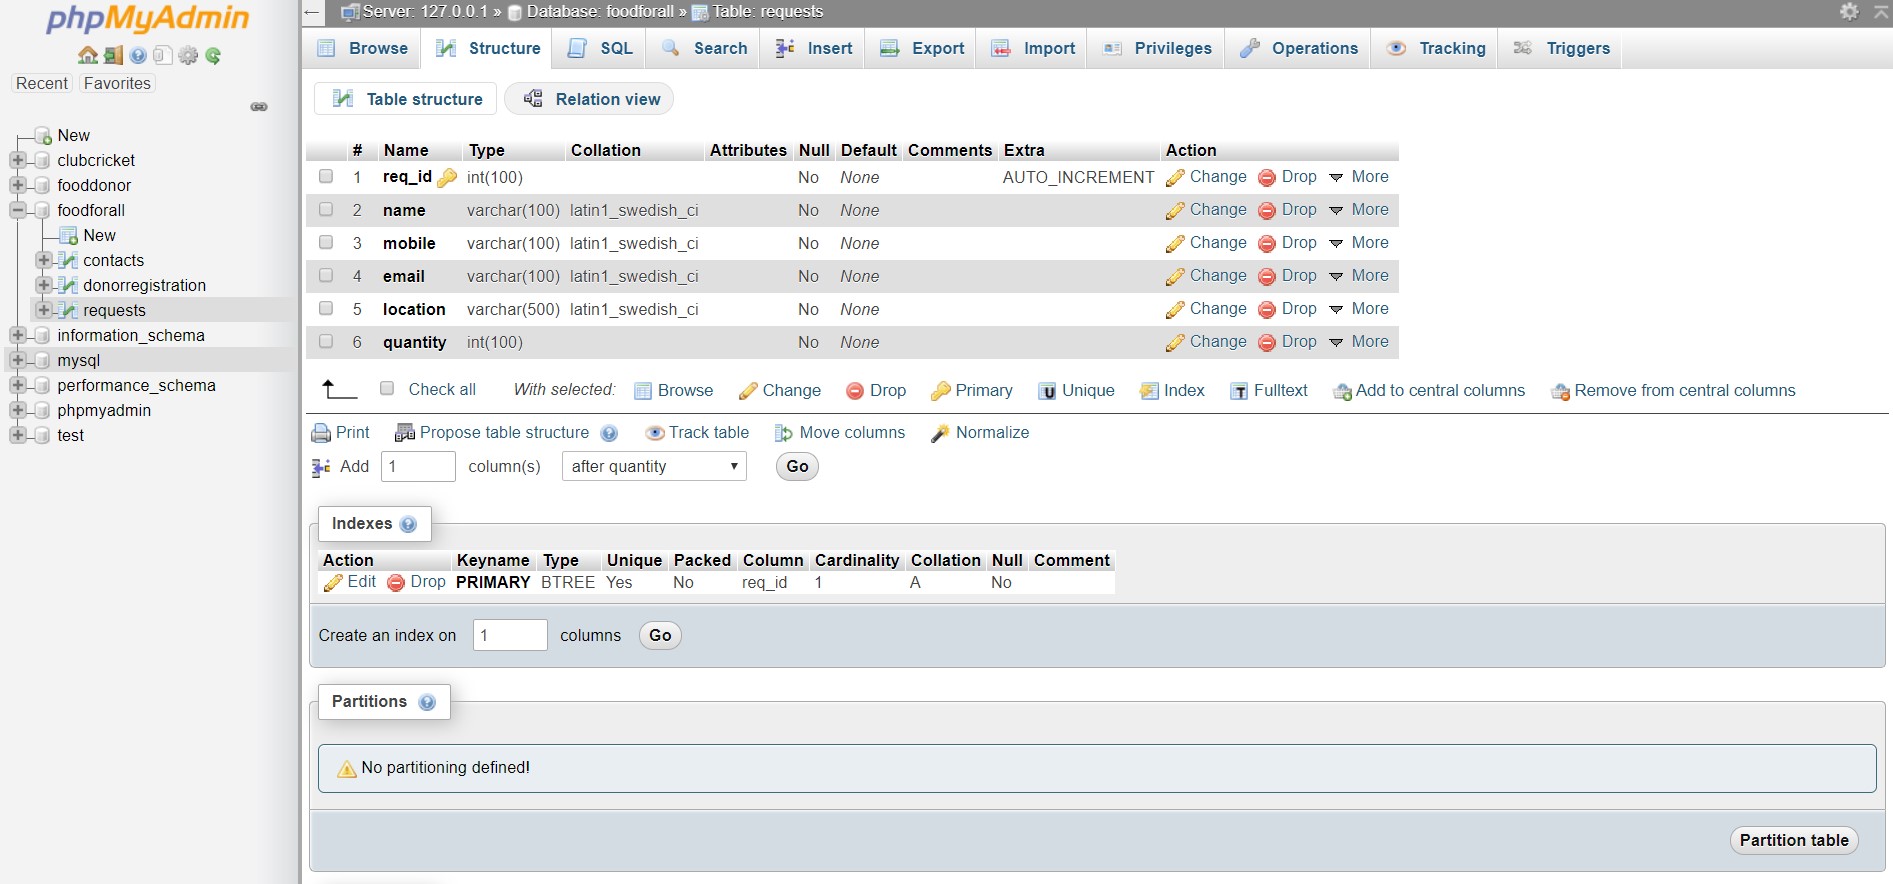 phpMyAdmin
Recent Favorites
New
clubcricket
fooddonor
foodforall
New
contacts
donorregistration
requests
information_schema
mysql
performance_schema
phpmyadmin
test
Server: 127.0.0.1 » Database: foodforall » Table: requests
Browse Structure SQL Search Insert Export Import Privileges Operations Tracking Triggers
Table structure Relation view
# Name Type Collation Attributes Null Default Comments Extra Action
1 req_id int(100) No None AUTO_INCREMENT Change Drop More
2 name varchar(100) latin1_swedish_ci No None Change Drop More
3 mobile varchar(100) latin1_swedish_ci No None Change Drop More
4 email varchar(100) latin1_swedish_ci No None Change Drop More
5 location varchar(500) latin1_swedish_ci No None Change Drop More
6 quantity int(100) No None Change Drop More
Check all With selected: Browse Change Drop Primary Unique Index Fulltext Add to central columns Remove from central columns
Print Propose table structure Track table Move columns Normalize
Add 1 column(s) after quantity Go
Indexes
Action Keyname Type Unique Packed Column Cardinality Collation Null Comment
Edit Drop PRIMARY BTREE Yes No req_id 1 A No
Create an index on 1 columns Go
Partitions
No partitioning defined!
Partition table